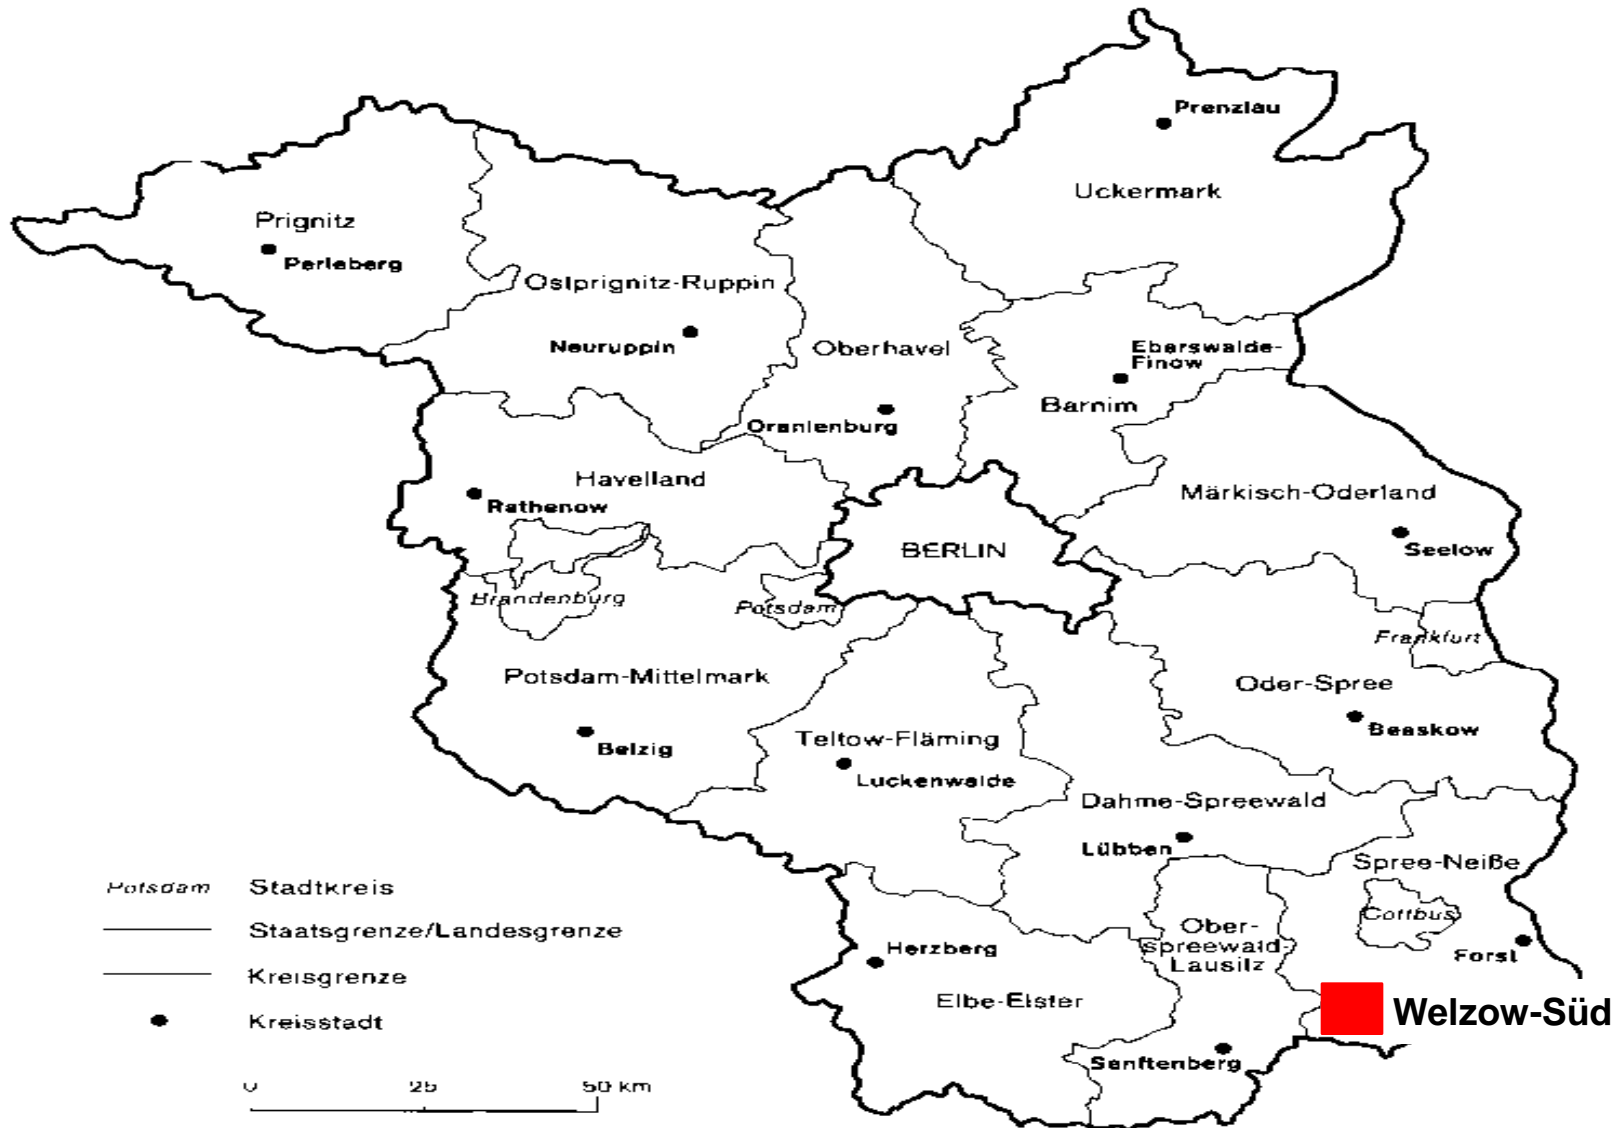 Prenzlau
Uckermark
Prignitz
Perleberg
Ostprignitz-Ruppin
Neuruppin
Oberhavel
Eberswalde-
Finow
Barnim
Oranienburg
Havelland
Rathenow
Märkisch-Oderland
Seelow
BERLIN
Brandenburg
Potsdam
Frankfurt
Potsdam-Mittelmark
Oder-Spree
Beeskow
Belzig
Teltow-Fläming
Luckenwalde
Dahme-Spreewald
Lübben
Spree-Neiße
Cottbus
Ober-
spreewald-
Lausitz
Forst
Herzberg
Elbe-Elster
Welzow-Süd
Senftenberg
Potsdam Stadtkreis
Staatsgrenze/Landesgrenze
Kreisgrenze
Kreisstadt
0 25 50 km